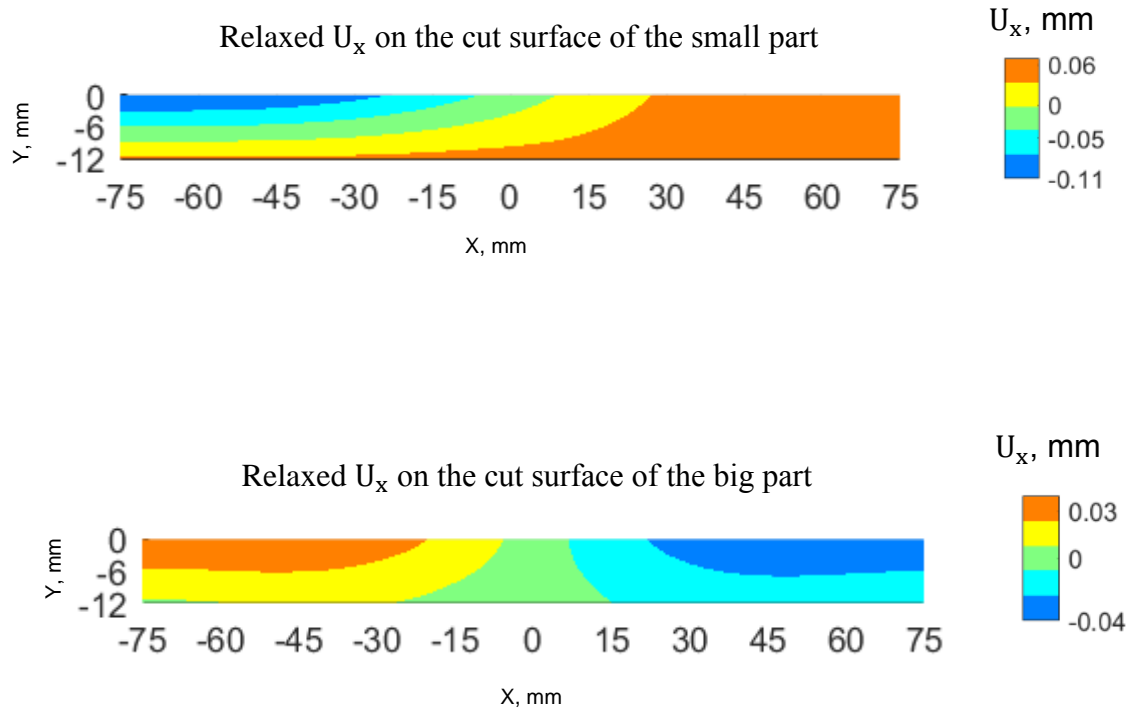 Relaxed Uₓ on the cut surface of the small part
Uₓ, mm
0.06
0
-0.05
-0.11
Y, mm
0
-6
-12
-75 -60 -45 -30 -15 0 15 30 45 60 75
X, mm
Relaxed Uₓ on the cut surface of the big part
Uₓ, mm
0.03
0
-0.04
Y, mm
0
-6
-12
-75 -60 -45 -30 -15 0 15 30 45 60 75
X, mm